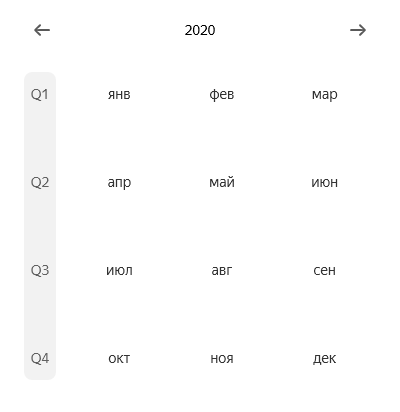 2020
Q1 янв фев мар
Q2 апр май июн
Q3 июл авг сен
Q4 окт ноя дек